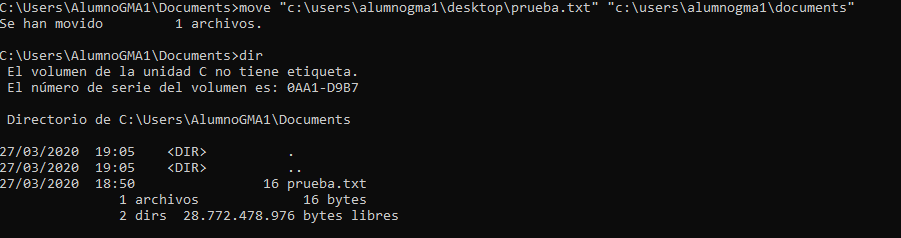 C:\Users\AlumnoGMA1\Documents>move "c:\users\alumnogma1\desktop\prueba.txt" "c:\users\alumnogma1\documents"
Se han movido         1 archivos.
C:\Users\AlumnoGMA1\Documents>dir
 El volumen de la unidad C no tiene etiqueta.
 El número de serie del volumen es: 0AA1-D9B7
 Directorio de C:\Users\AlumnoGMA1\Documents
27/03/2020  19:05    <DIR>          .
27/03/2020  19:05    <DIR>          ..
27/03/2020  18:50                16 prueba.txt
               1 archivos             16 bytes
               2 dirs  28.772.478.976 bytes libres